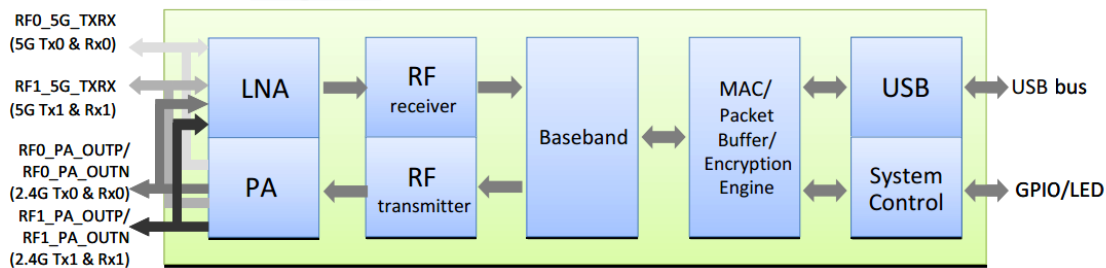 RF0_5G_TXRX
(5G Tx0 & Rx0)
RF1_5G_TXRX
(5G Tx1 & Rx1)
RF0_PA_OUTP/
RF0_PA_OUTN
(2.4G Tx0 & Rx0)
RF1_PA_OUTP/
RF1_PA_OUTN
(2.4G Tx1 & Rx1)
LNA
PA
RF
receiver
RF
transmitter
Baseband
MAC/
Packet
Buffer/
Encryption
Engine
USB
System
Control
USB bus
GPIO/LED